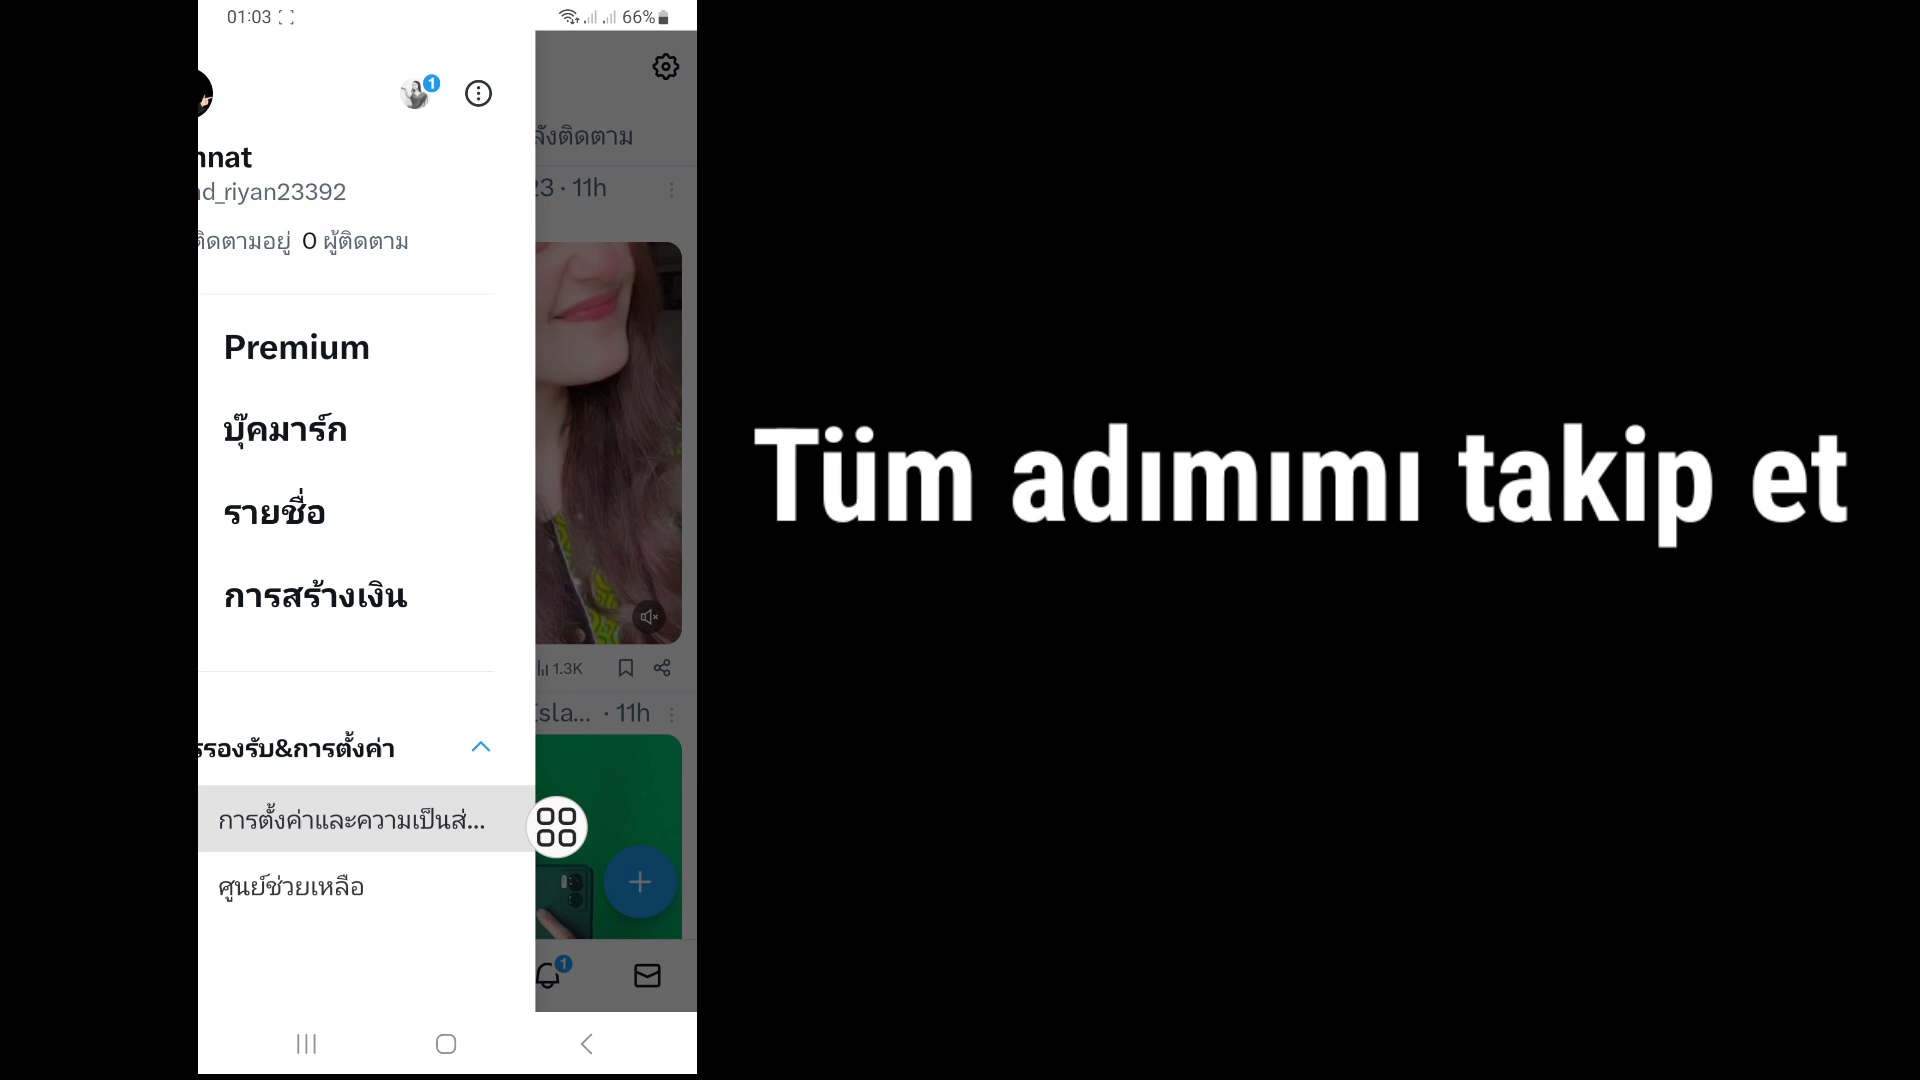 01:03
66%
1
nnat
d_riyan23392
ติดตามอยู่ 0 ผู้ติดตาม
Premium
บุ๊คมาร์ก
รายชื่อ
การสร้างเงิน
รองรับ&การตั้งค่า
การตั้งค่าและความเป็นส่...
ศูนย์ช่วยเหลือ
ลังติดตาม
23 · 11h
1.3K
Isla... · 11h
1
Tüm adımımı takip et